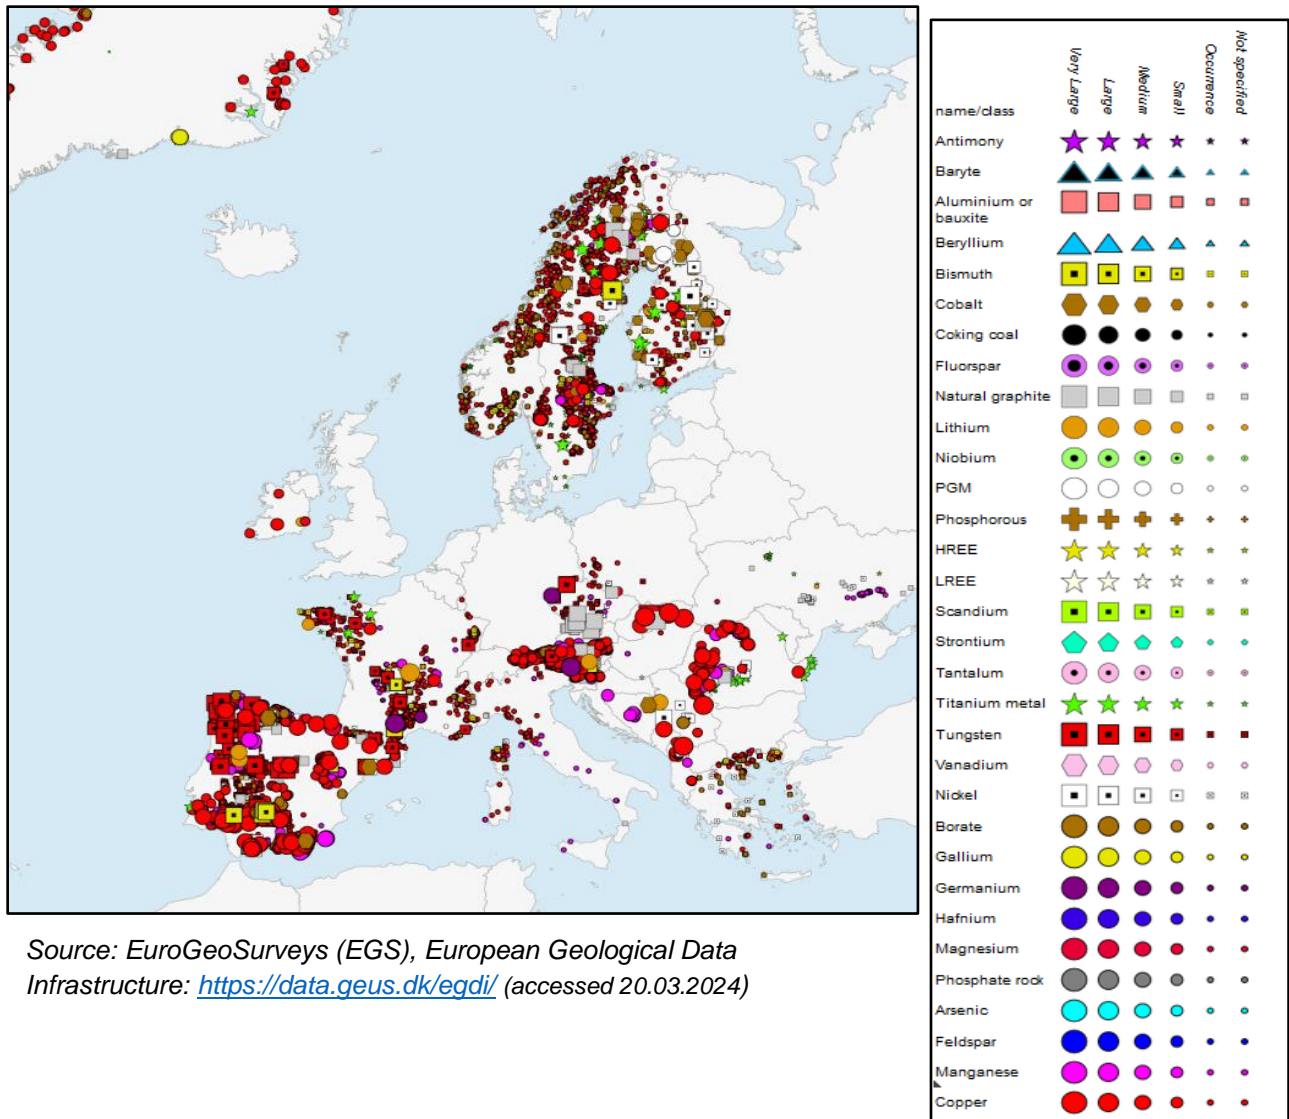 Very Large
Large
Medium
Small
Occurrence
Not specified
name/class
Antimony
Baryte
Aluminium or
bauxite
Beryllium
Bismuth
Cobalt
Coking coal
Fluorspar
Natural graphite
Lithium
Niobium
PGM
Phosphorous
HREE
LREE
Scandium
Strontium
Tantalum
Titanium metal
Tungsten
Vanadium
Nickel
Borate
Gallium
Germanium
Hafnium
Magnesium
Phosphate rock
Arsenic
Feldspar
Manganese
Copper
Source: EuroGeoSurveys (EGS), European Geological Data
Infrastructure: https://data.geus.dk/egdi/ (accessed 20.03.2024)